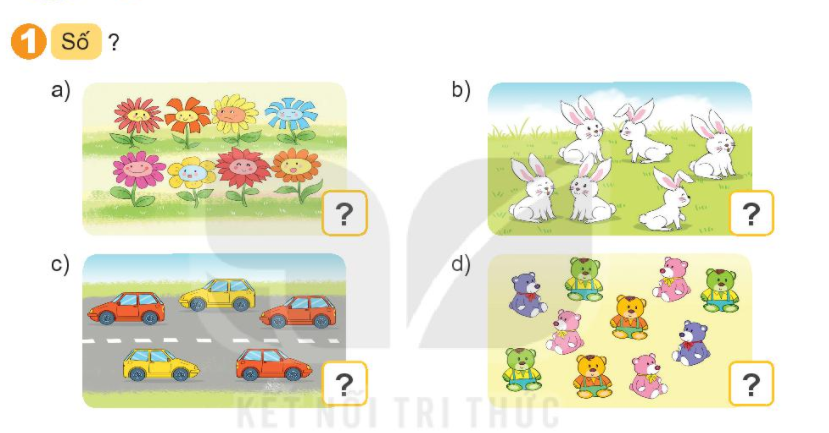 1 Số ?
a)
b)
?
?
c)
d)
?
?
KẾT NỐI TRI THỨC